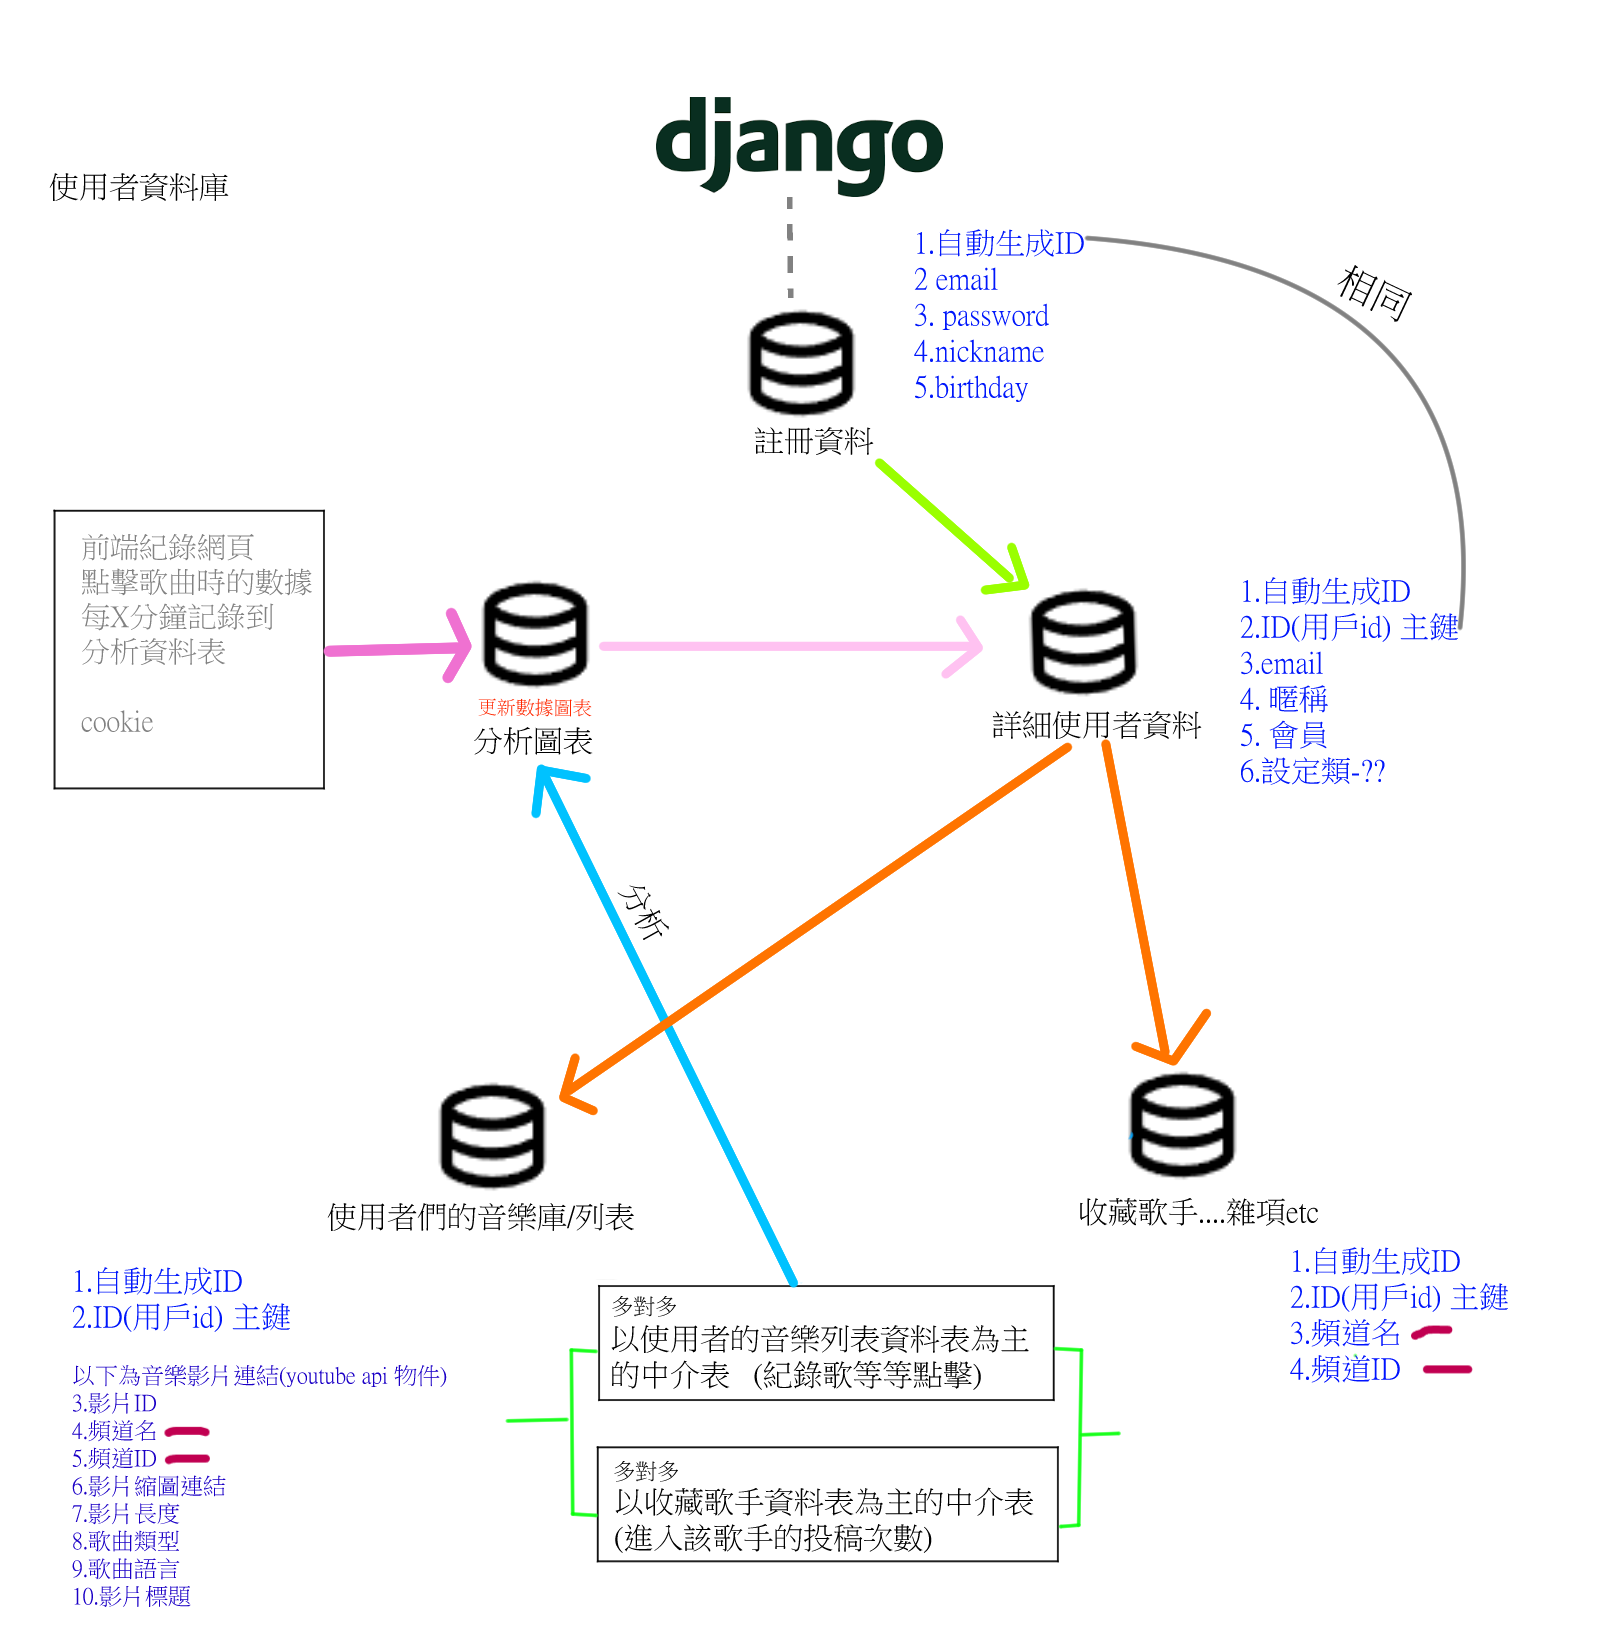 django
使用者資料庫
1.自動生成ID
2 email
3. password
4.nickname
5.birthday
相同
註冊資料
前端紀錄網頁
點擊歌曲時的數據
每X分鐘記錄到
分析資料表
cookie
更新數據圖表
分析圖表
詳細使用者資料
1.自動生成ID
2.ID(用戶id) 主鍵
3.email
4. 暱稱
5. 會員
6.設定類-??
分析
使用者們的音樂庫/列表
收藏歌手....雜項etc
1.自動生成ID
2.ID(用戶id) 主鍵
以下為音樂影片連結(youtube api 物件)
3.影片ID
4.頻道名
5.頻道ID
6.影片縮圖連結
7.影片長度
8.歌曲類型
9.歌曲語言
10.影片標題
多對多
以使用者的音樂列表資料表為主
的中介表 (紀錄歌等等點擊)
多對多
以收藏歌手資料表為主的中介表
(進入該歌手的投稿次數)
1.自動生成ID
2.ID(用戶id) 主鍵
3.頻道名
4.頻道ID